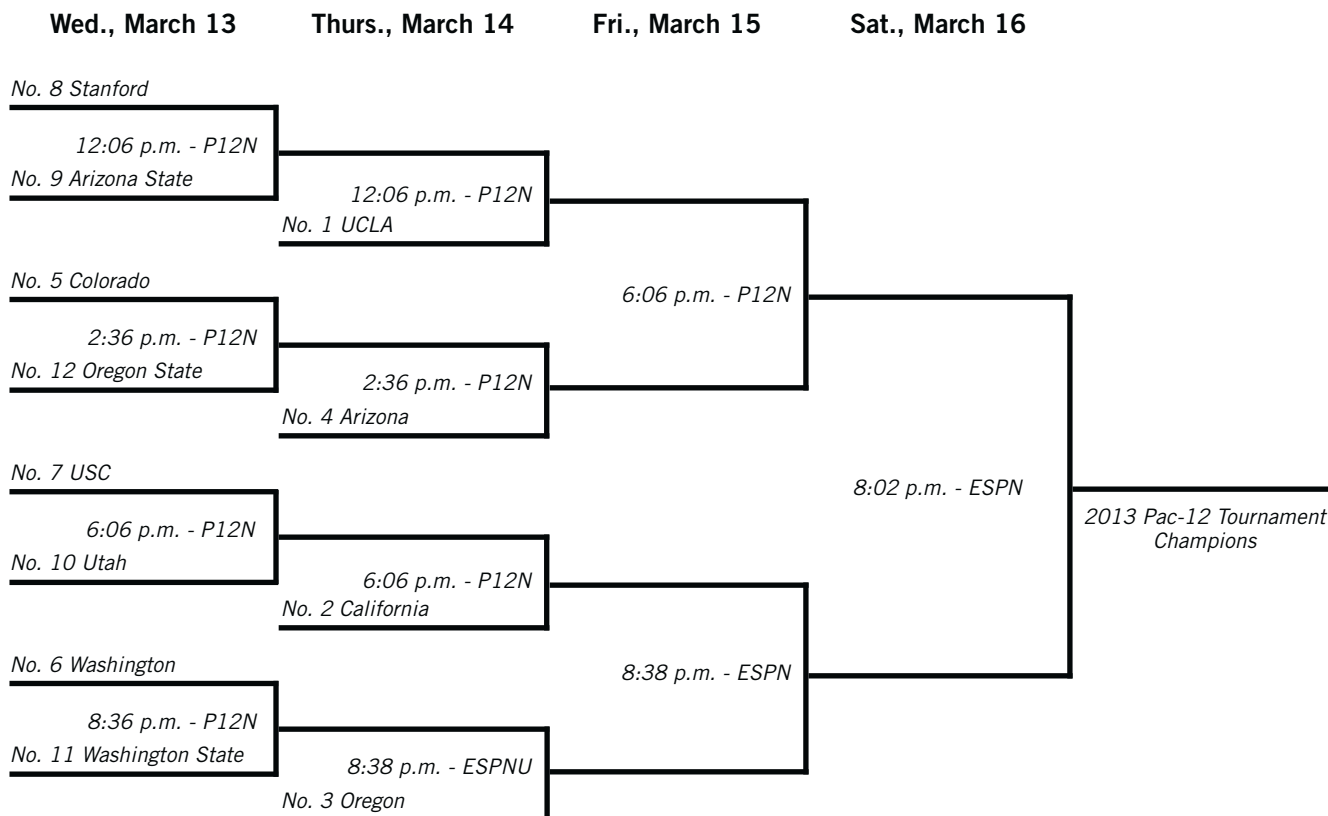 Wed., March 13
Thurs., March 14
Fri., March 15
Sat., March 16
No. 8 Stanford
12:06 p.m. - P12N
No. 9 Arizona State
12:06 p.m. - P12N
No. 1 UCLA
No. 5 Colorado
6:06 p.m. - P12N
2:36 p.m. - P12N
No. 12 Oregon State
2:36 p.m. - P12N
No. 4 Arizona
No. 7 USC
8:02 p.m. - ESPN
2013 Pac-12 Tournament
Champions
6:06 p.m. - P12N
No. 10 Utah
6:06 p.m. - P12N
No. 2 California
No. 6 Washington
8:38 p.m. - ESPN
8:36 p.m. - P12N
No. 11 Washington State
8:38 p.m. - ESPNU
No. 3 Oregon